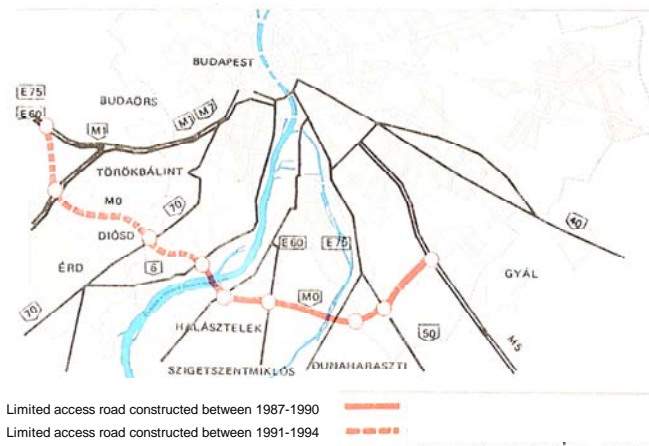 BUDAPEST
E75
E60
BUDAÖRS
M1
M1 M7
TÖRÖKBÁLINT
M0
70
DIÓSD
40
ÉRD
6
E60
E75
GYÁL
70
M0
HALÁSZTELEK
50
M5
SZIGETSZENTMIKLÓS
DUNAHARASZTI
Limited access road constructed between 1987-1990
Limited access road constructed between 1991-1994